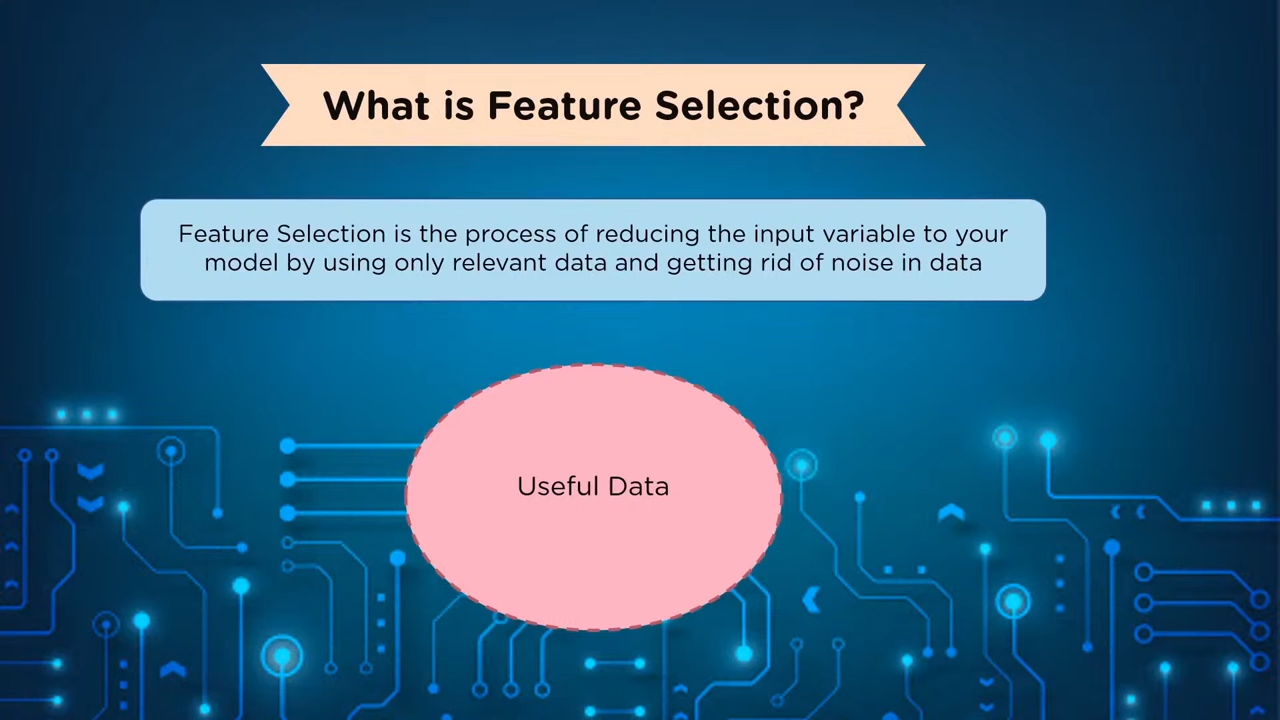 What is Feature Selection?
Feature Selection is the process of reducing the input variable to your
model by using only relevant data and getting rid of noise in data
Useful Data